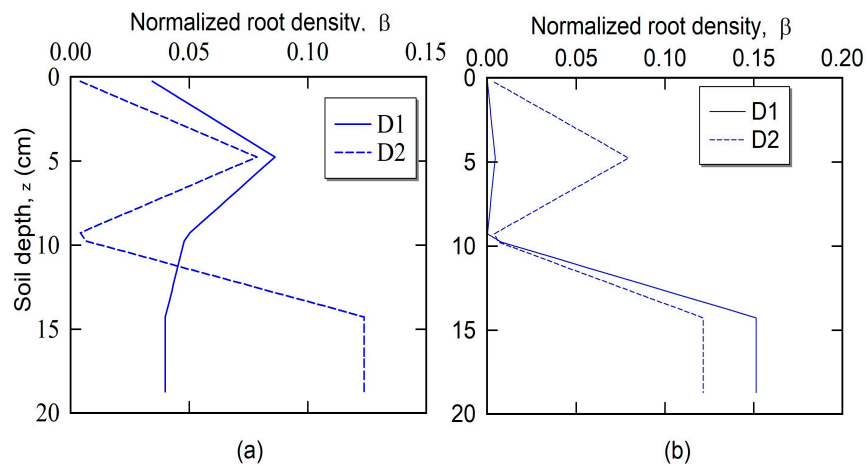 Normalized root density, β
0.00 0.05 0.10 0.15
0
5
10
15
20
Soil depth, z (cm)
D1
D2
(a)
Normalized root density, β
0.00 0.05 0.10 0.15 0.20
0
5
10
15
20
D1
D2
(b)